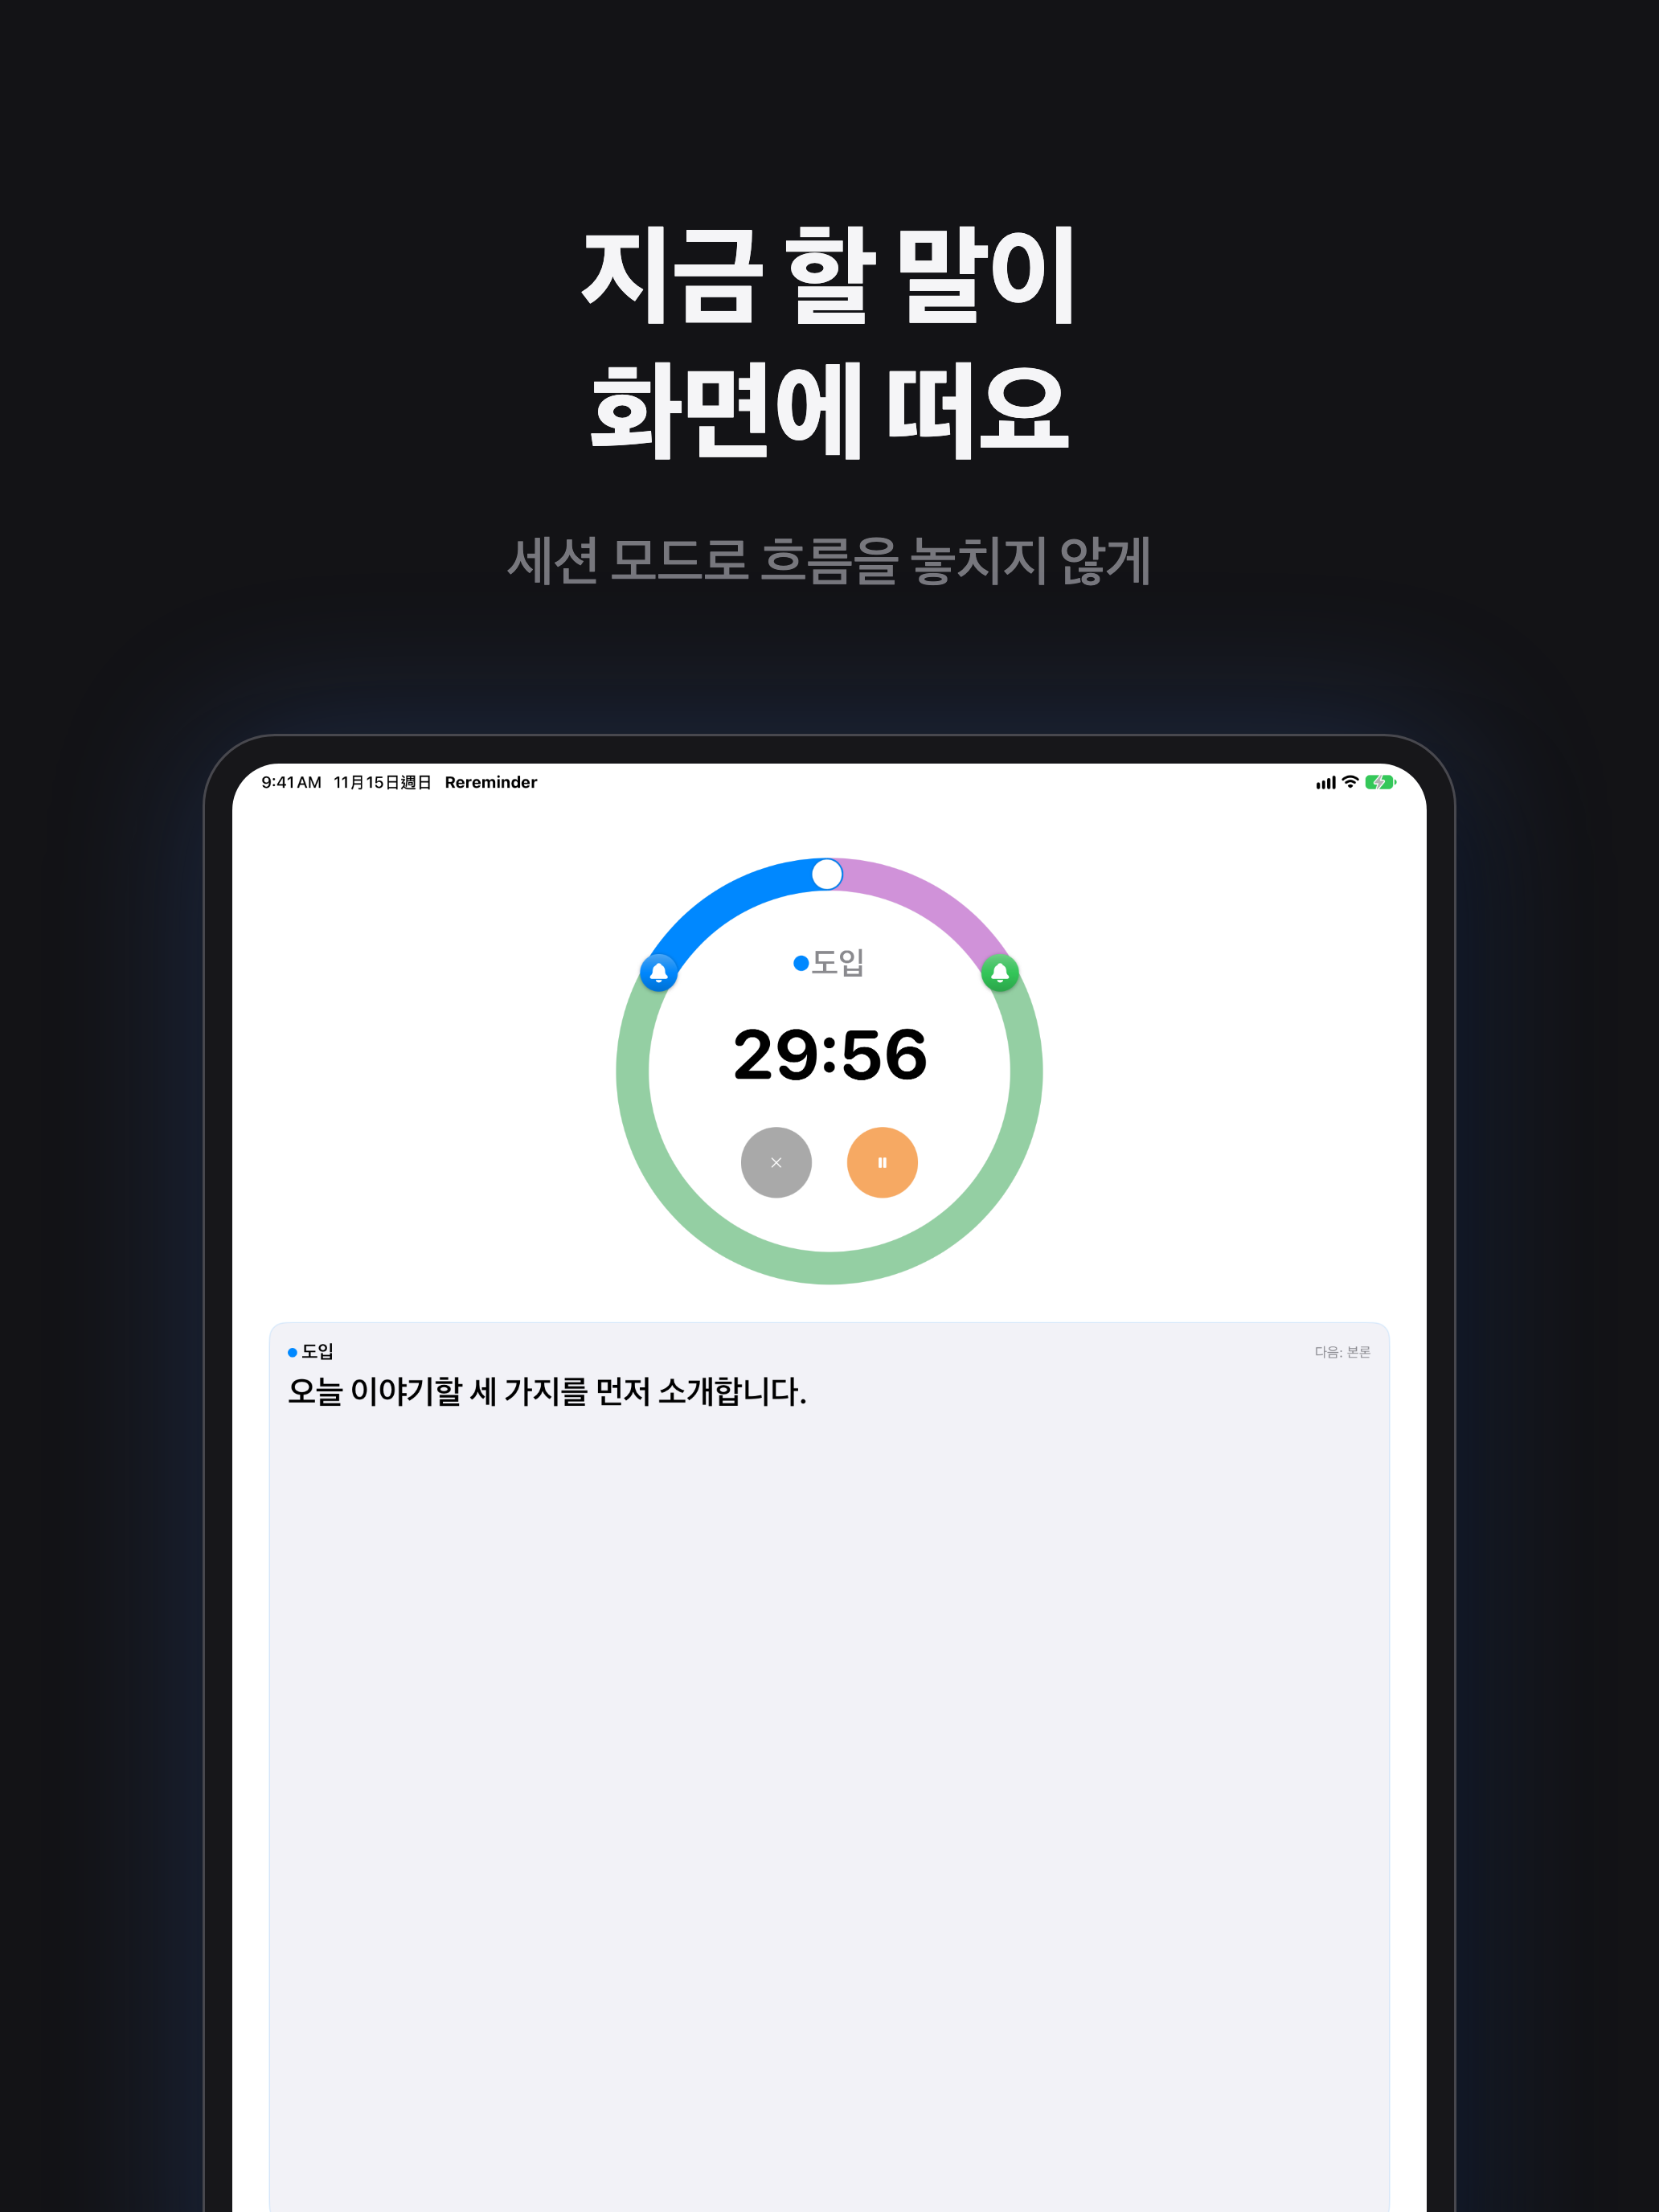 지금 할 말이
화면에 떠요
세션 모드로 흐름을 놓치지 않게
9:41 AM 11月15日週日 Rereminder
도입
29:56
도입
다음: 본론
오늘 이야기할 세 가지를 먼저 소개합니다.